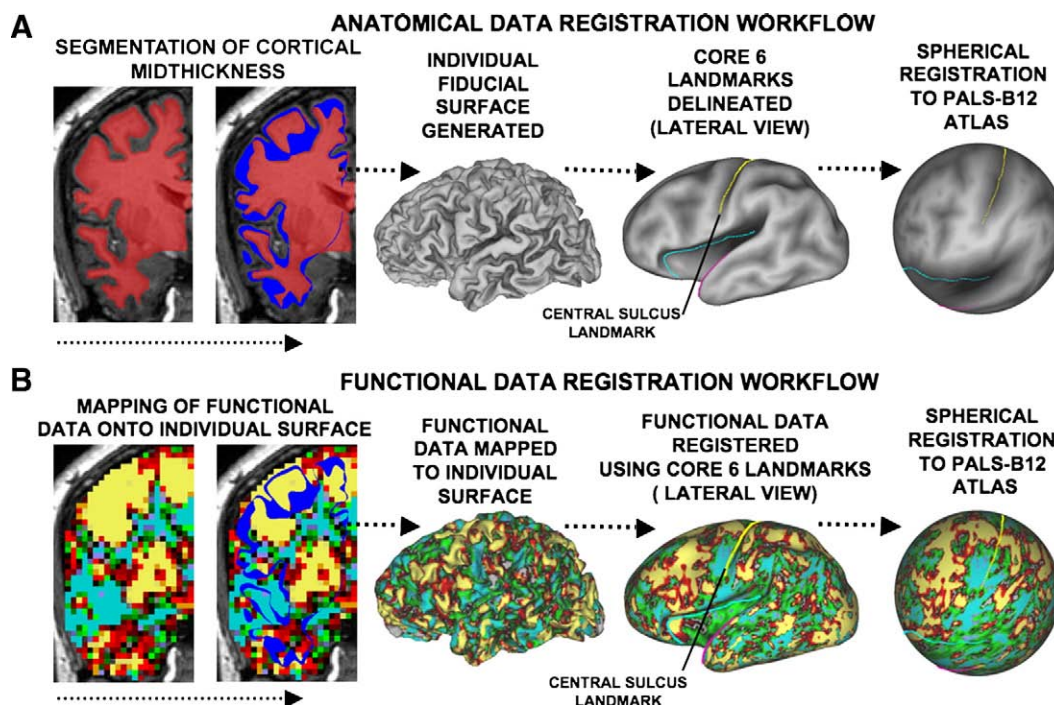 A
ANATOMICAL DATA REGISTRATION WORKFLOW
SEGMENTATION OF CORTICAL
MIDTHICKNESS
INDIVIDUAL
FIDUCIAL
SURFACE
GENERATED
CORE 6
LANDMARKS
DELINEATED
(LATERAL VIEW)
SPHERICAL
REGISTRATION
TO PALS-B12
ATLAS
CENTRAL SULCUS
LANDMARK
B
FUNCTIONAL DATA REGISTRATION WORKFLOW
MAPPING OF FUNCTIONAL
DATA ONTO INDIVIDUAL SURFACE
FUNCTIONAL
DATA MAPPED
TO INDIVIDUAL
SURFACE
FUNCTIONAL DATA
REGISTERED
USING CORE 6 LANDMARKS
( LATERAL VIEW)
SPHERICAL
REGISTRATION
TO PALS-B12
ATLAS
CENTRAL SULCUS
LANDMARK